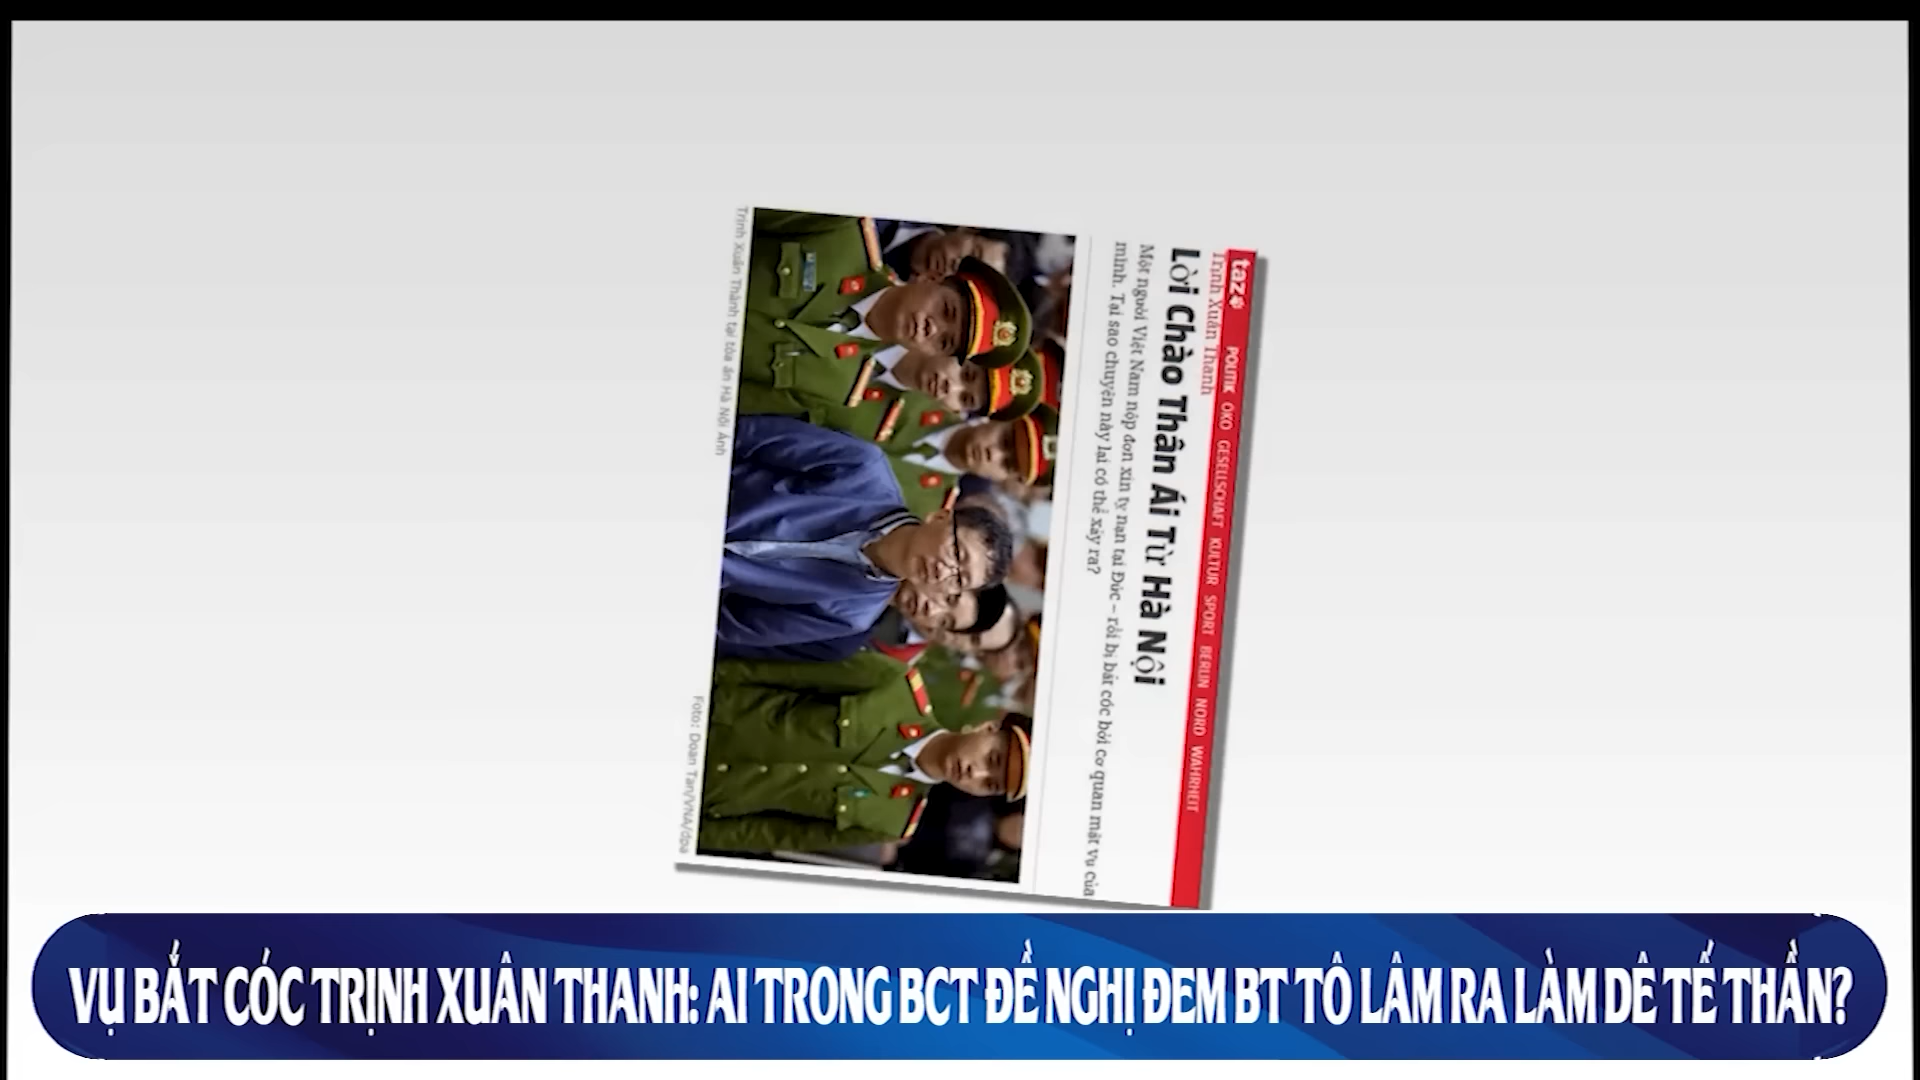 taz
POLITIK ÖKO GESELLSCHAFT KULTUR SPORT BERLIN NORD WAHRHEIT
Trịnh Xuân Thanh
Lời Chào Thân Ái Từ Hà Nội
Một người Việt Nam nộp đơn xin tỵ nạn tại Đức – rồi bị bắt cóc bởi cơ quan mật vụ của
mình. Tại sao chuyện này lại có thể xảy ra?
Trịnh Xuân Thành tại tòa án Hà Nội Ảnh
Foto: Doan Tan/VNA/dpa
VỤ BẮT CÓC TRỊNH XUÂN THANH: AI TRONG BCT ĐỀ NGHỊ ĐEM BT TÔ LÂM RA LÀM DÊ TẾ THẦN?